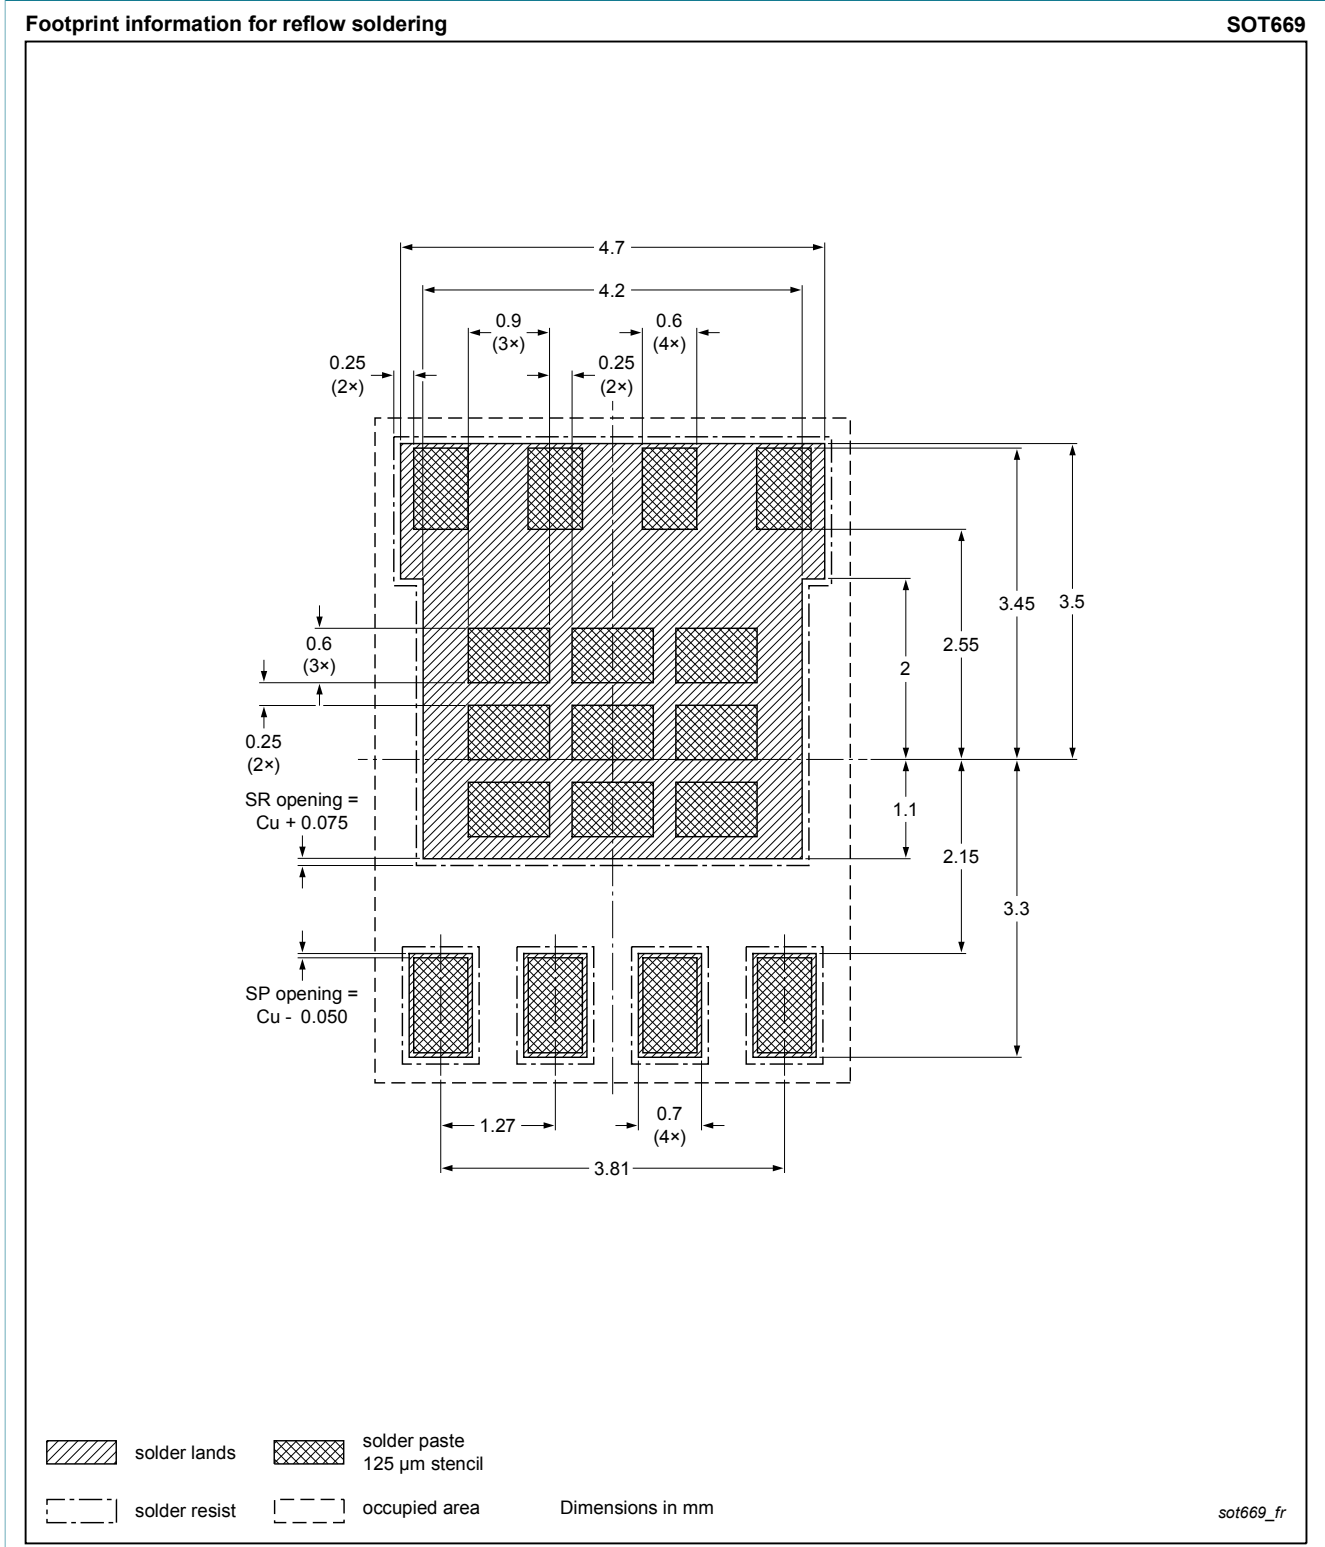 Footprint information for reflow soldering
SOT669
4.7
4.2
0.9
(3×)
0.6
(4×)
0.25
(2×)
0.25
(2×)
3.45
3.5
2.55
2
0.6
(3×)
0.25
(2×)
SR opening =
Cu + 0.075
1.1
2.15
3.3
SP opening =
Cu - 0.050
1.27
0.7
(4×)
3.81
solder lands
solder paste
125 µm stencil
solder resist
occupied area
Dimensions in mm
sot669_fr